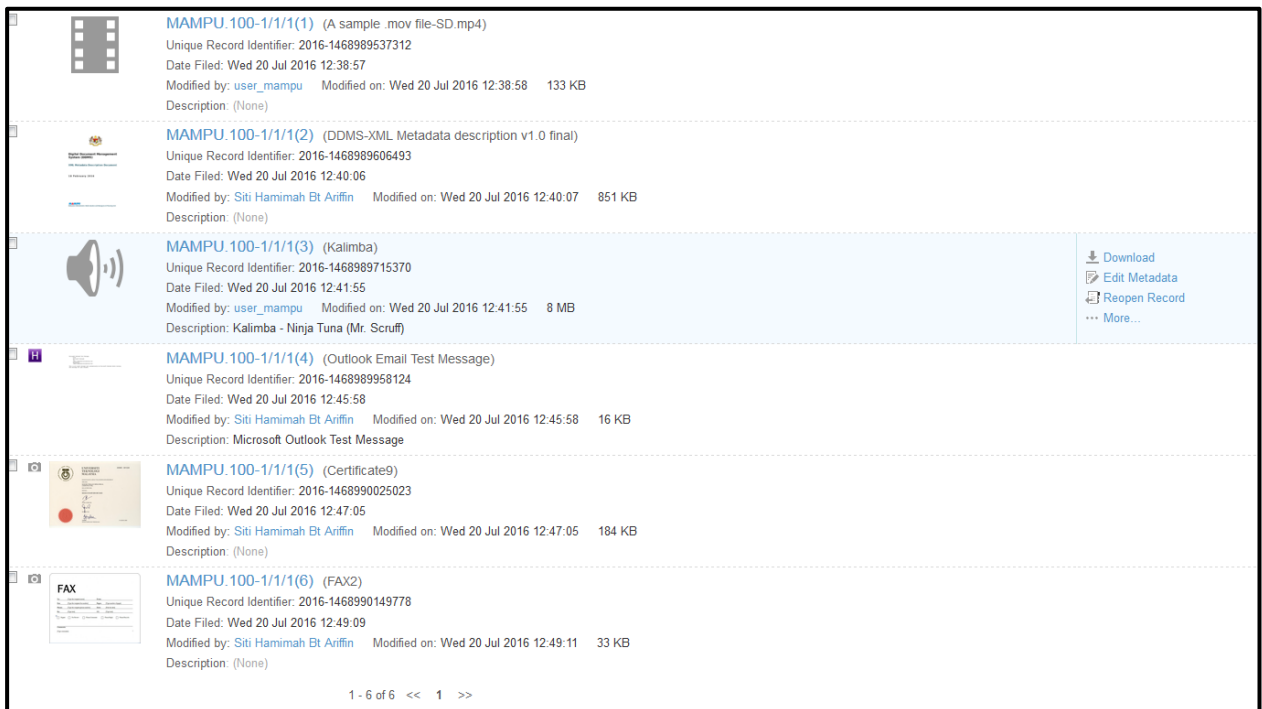 MAMPU.100-1/1/1(1) (A sample .mov file-SD.mp4)
Unique Record Identifier: 2016-1468989537312
Date Filed: Wed 20 Jul 2016 12:38:57
Modified by: user_mampu Modified on: Wed 20 Jul 2016 12:38:58 133 KB
Description: (None)
MAMPU.100-1/1/1(2) (DDMS-XML Metadata description v1.0 final)
Unique Record Identifier: 2016-1468989606493
Date Filed: Wed 20 Jul 2016 12:40:06
Modified by: Siti Hamimah Bt Ariffin Modified on: Wed 20 Jul 2016 12:40:07 851 KB
Description: (None)
MAMPU.100-1/1/1(3) (Kalimba)
Unique Record Identifier: 2016-1468989715370
Date Filed: Wed 20 Jul 2016 12:41:55
Modified by: user_mampu Modified on: Wed 20 Jul 2016 12:41:55 8 MB
Description: Kalimba - Ninja Tuna (Mr. Scruff)
Download
Edit Metadata
Reopen Record
More...
H
MAMPU.100-1/1/1(4) (Outlook Email Test Message)
Unique Record Identifier: 2016-1468989958124
Date Filed: Wed 20 Jul 2016 12:45:58
Modified by: Siti Hamimah Bt Ariffin Modified on: Wed 20 Jul 2016 12:45:58 16 KB
Description: Microsoft Outlook Test Message
MAMPU.100-1/1/1(5) (Certificate9)
Unique Record Identifier: 2016-1468990025023
Date Filed: Wed 20 Jul 2016 12:47:05
Modified by: Siti Hamimah Bt Ariffin Modified on: Wed 20 Jul 2016 12:47:05 184 KB
Description: (None)
FAX
MAMPU.100-1/1/1(6) (FAX2)
Unique Record Identifier: 2016-1468990149778
Date Filed: Wed 20 Jul 2016 12:49:09
Modified by: Siti Hamimah Bt Ariffin Modified on: Wed 20 Jul 2016 12:49:11 33 KB
Description: (None)
1 - 6 of 6 << 1 >>